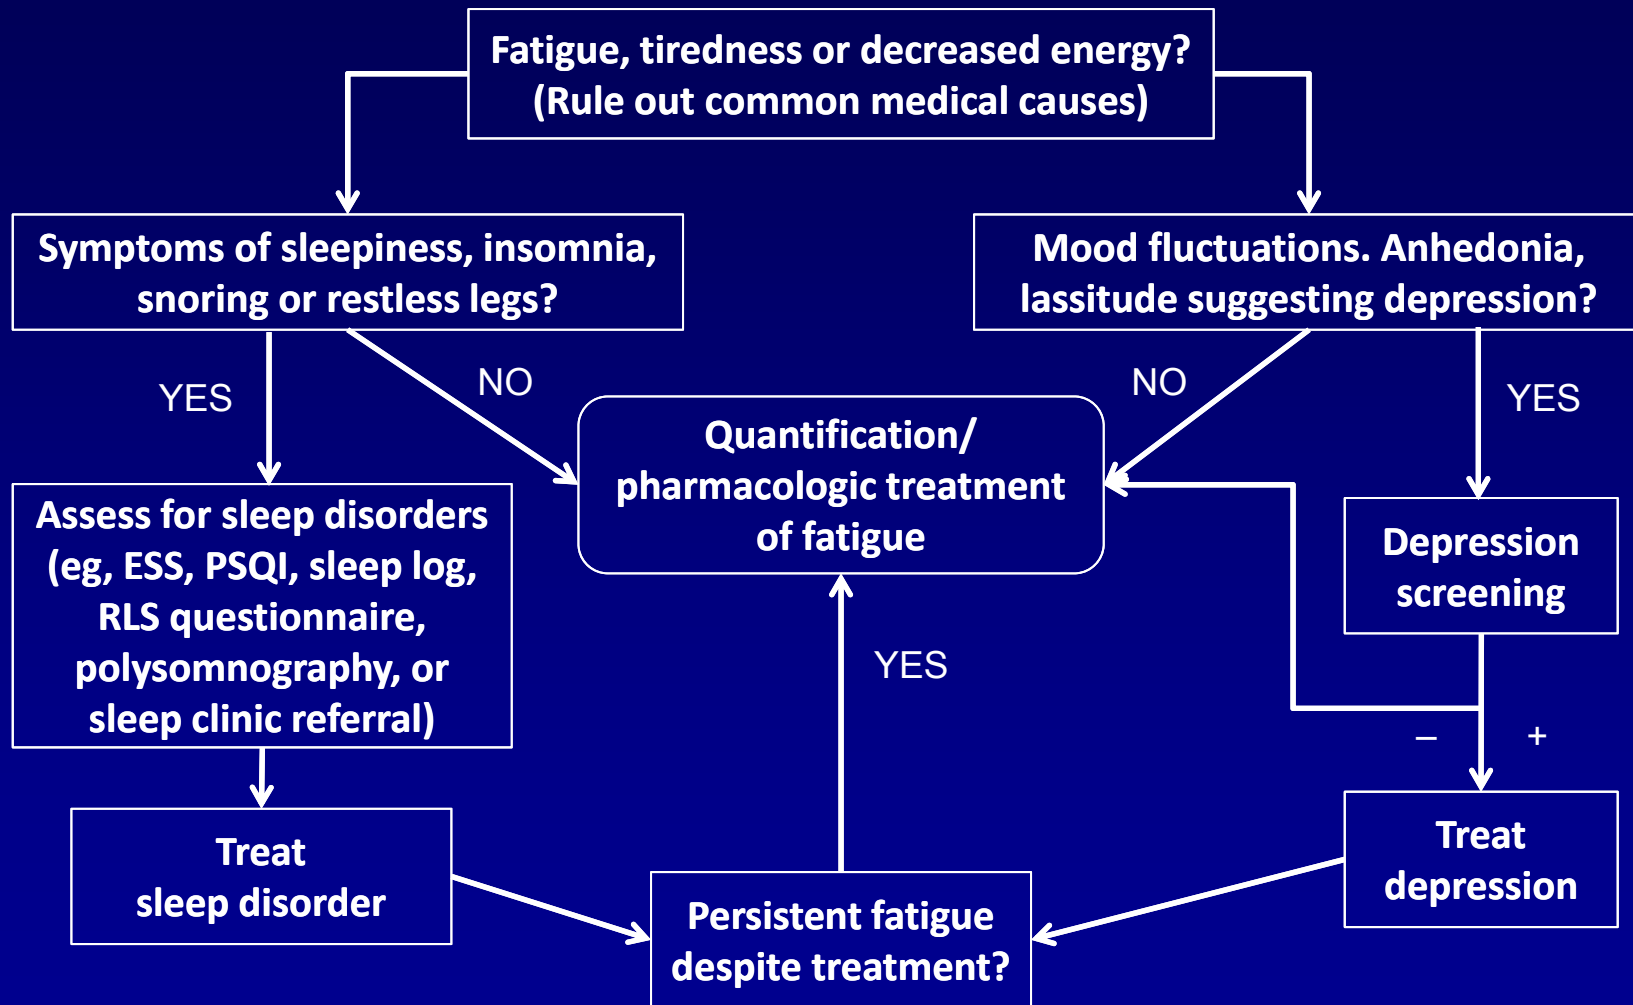 Fatigue, tiredness or decreased energy?
(Rule out common medical causes)
Symptoms of sleepiness, insomnia,
snoring or restless legs?
Mood fluctuations. Anhedonia,
lassitude suggesting depression?
YES
NO
NO
YES
Quantification/
pharmacologic treatment
of fatigue
Assess for sleep disorders
(eg, ESS, PSQI, sleep log,
RLS questionnaire,
polysomnography, or
sleep clinic referral)
Depression
screening
YES
– +
Treat
sleep disorder
Treat
depression
Persistent fatigue
despite treatment?